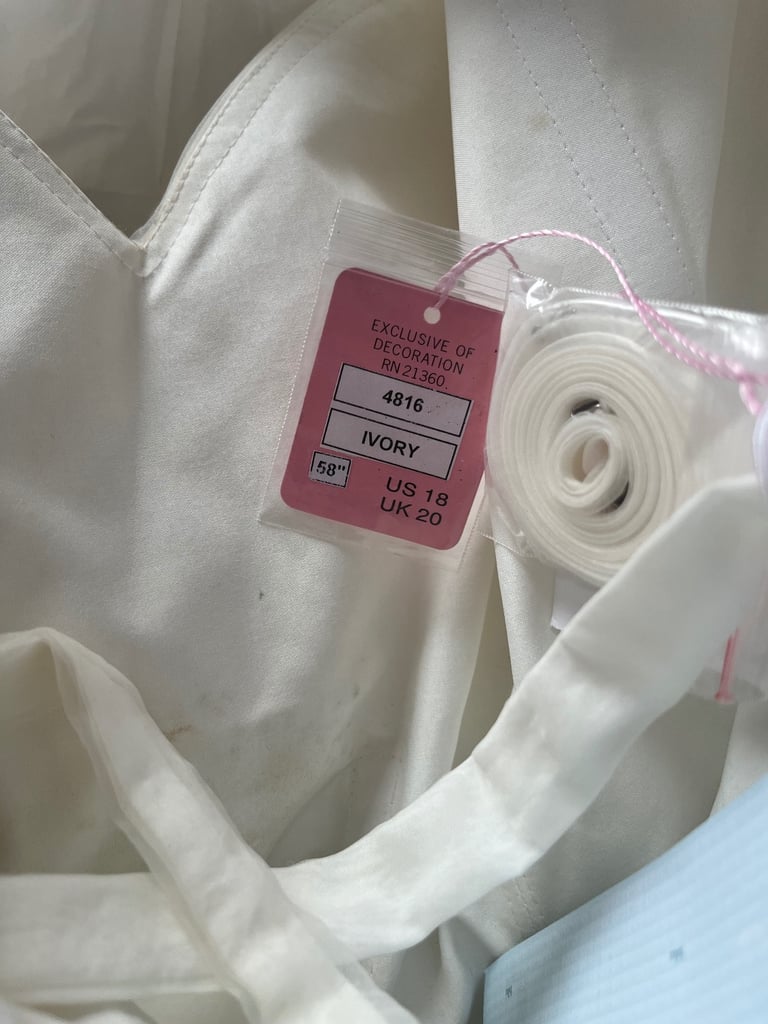 EXCLUSIVE OF
DECORATION
RN 21360.
4816
IVORY
58"
US 18
UK 20